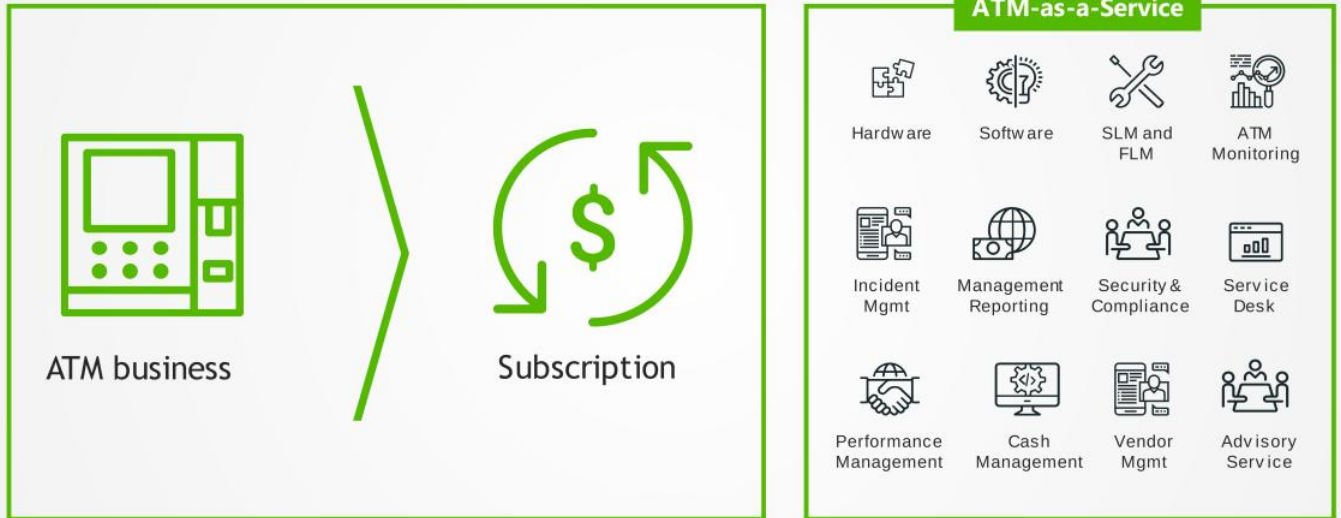 ATM business
Subscription
ATM-as-a-Service
Hardware
Software
SLM and
FLM
ATM
Monitoring
Incident
Mgmt
Management
Reporting
Security &
Compliance
Service
Desk
Performance
Management
Cash
Management
Vendor
Mgmt
Advisory
Service